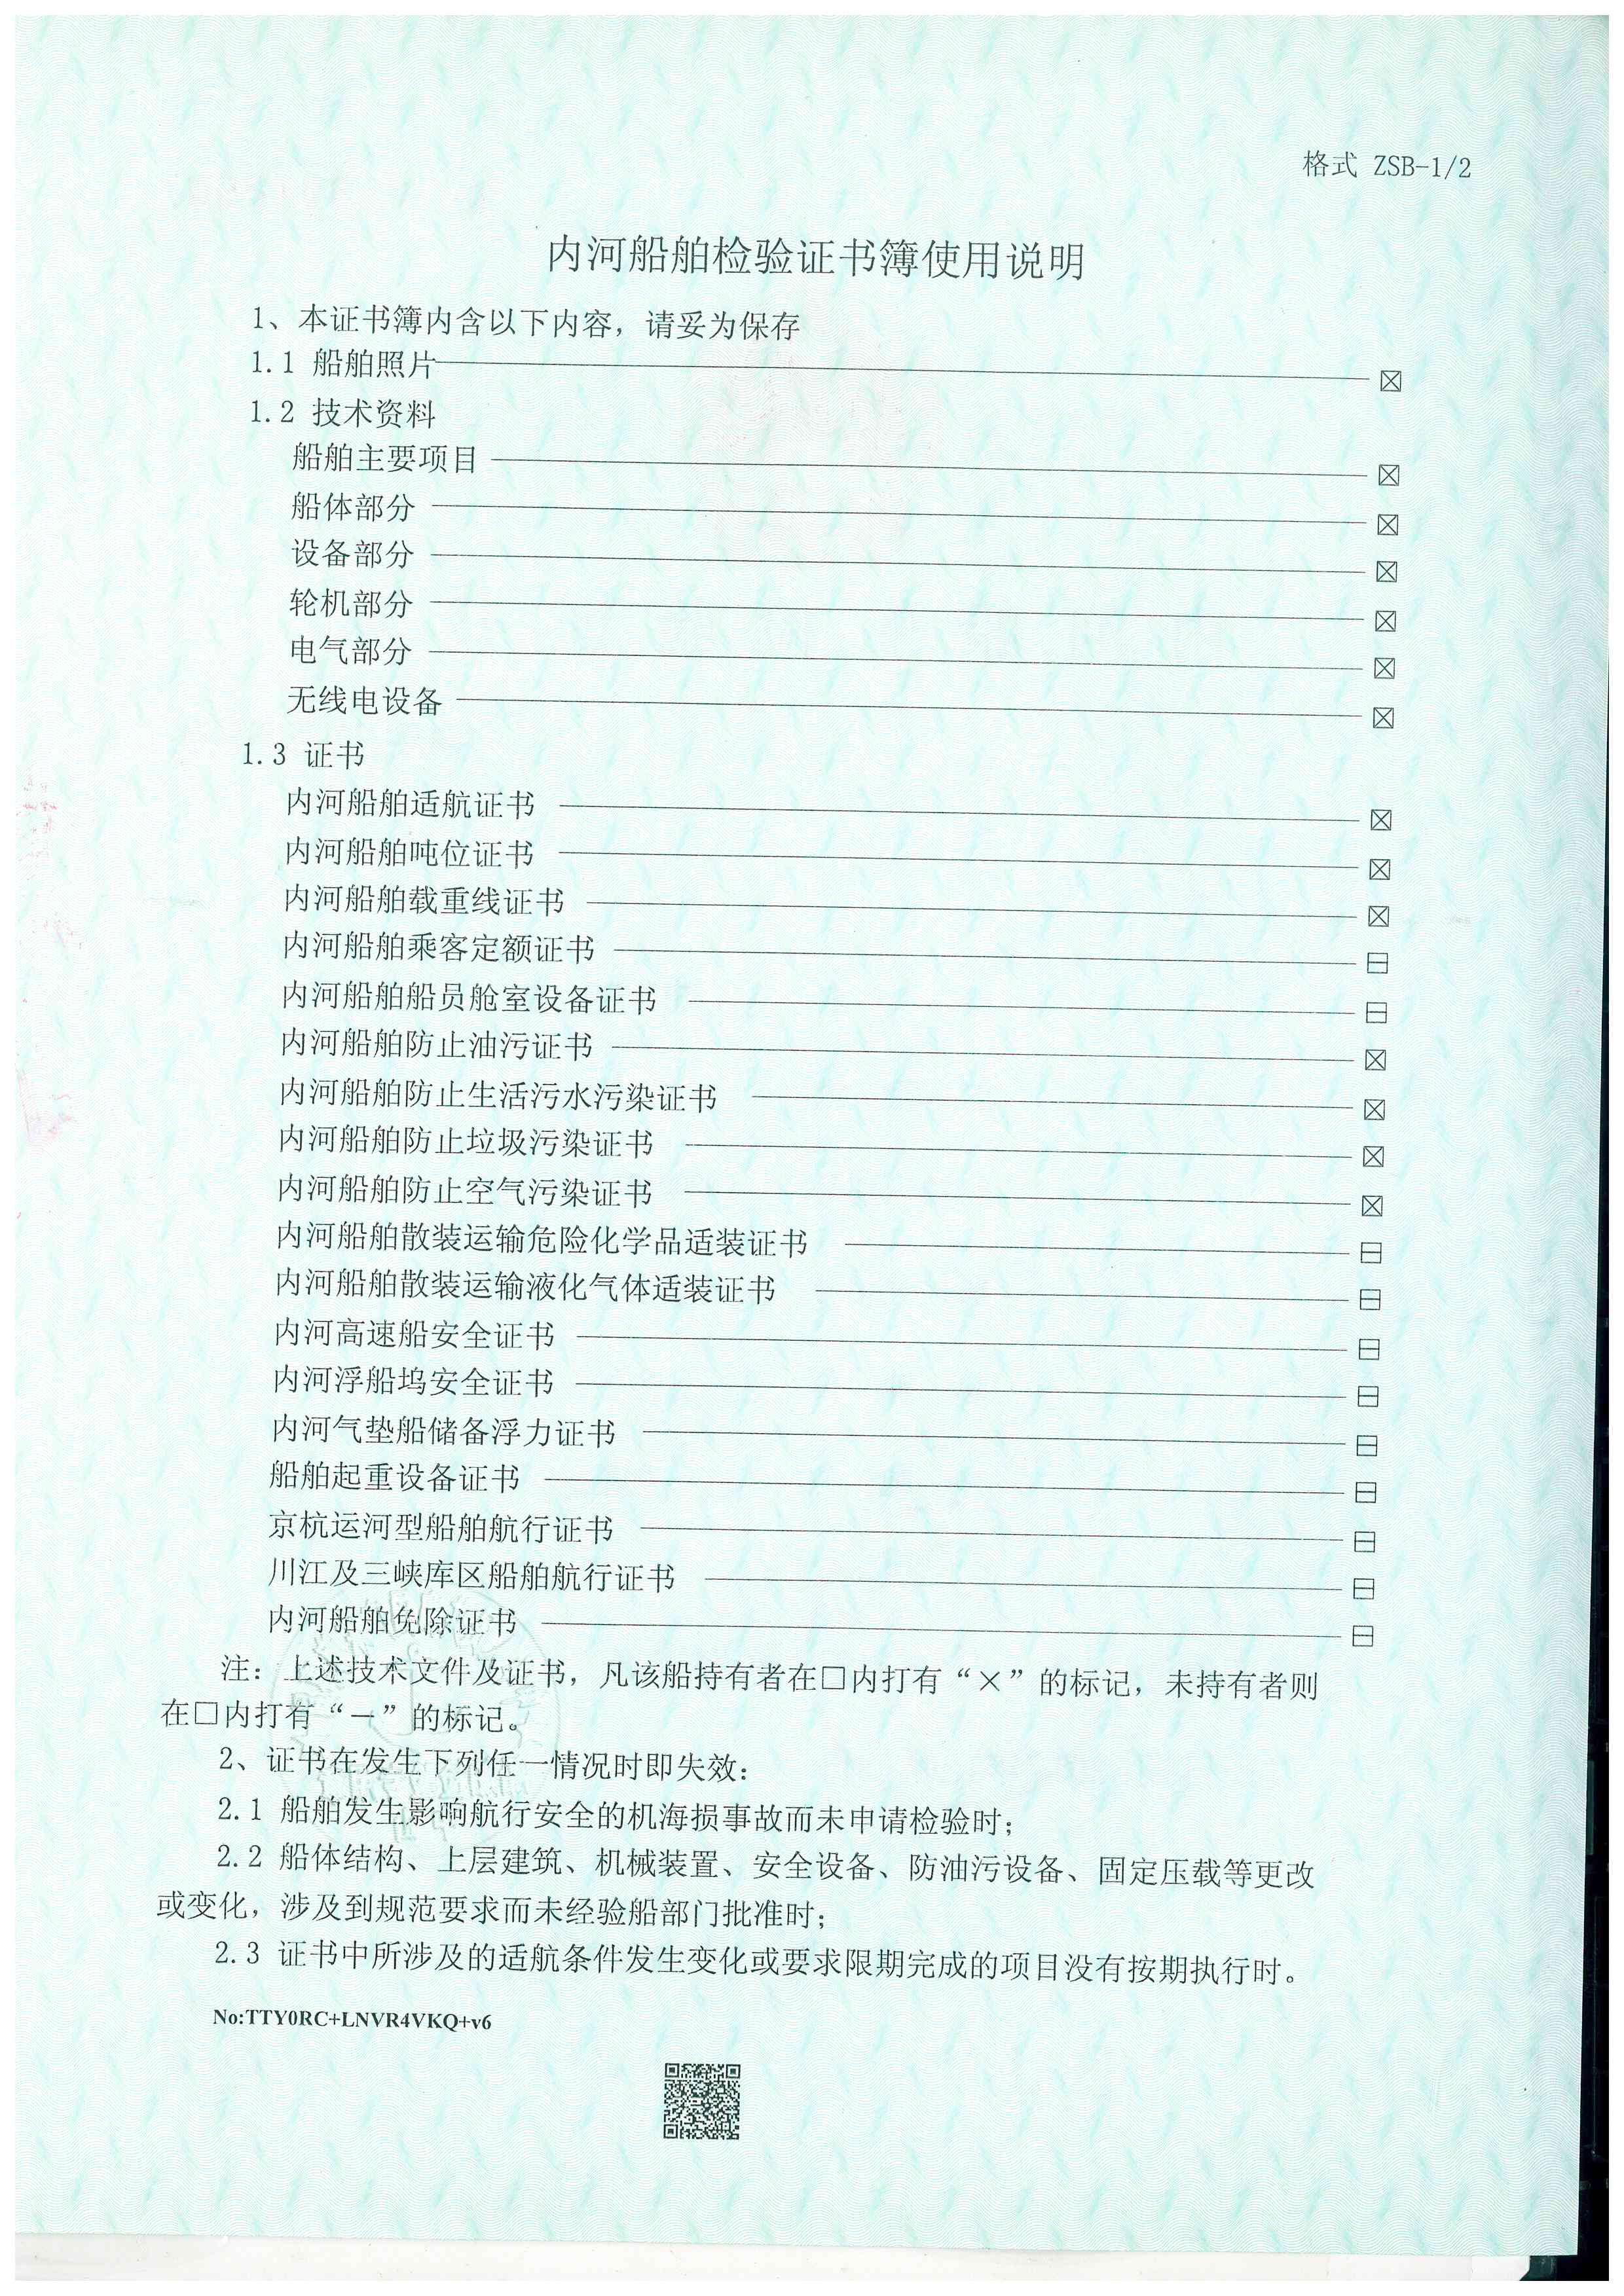 格式 ZSB-1/2
内河船舶检验证书簿使用说明
1、本证书簿内含以下内容，请妥为保存
1.1 船舶照片 ☒
1.2 技术资料
船舶主要项目 ☒
船体部分 ☒
设备部分 ☒
轮机部分 ☒
电气部分 ☒
无线电设备 ☒
1.3 证书
内河船舶适航证书 ☒
内河船舶吨位证书 ☒
内河船舶载重线证书 ☒
内河船舶乘客定额证书 ⊟
内河船舶船员舱室设备证书 ⊟
内河船舶防止油污证书 ☒
内河船舶防止生活污水污染证书 ☒
内河船舶防止垃圾污染证书 ☒
内河船舶防止空气污染证书 ☒
内河船舶散装运输危险化学品适装证书 ⊟
内河船舶散装运输液化气体适装证书 ⊟
内河高速船安全证书 ⊟
内河浮船坞安全证书 ⊟
内河气垫船储备浮力证书 ⊟
船舶起重设备证书 ⊟
京杭运河型船舶航行证书 ⊟
川江及三峡库区船舶航行证书 ⊟
内河船舶免除证书 ⊟
注：上述技术文件及证书，凡该船持有者在□内打有“×”的标记，未持有者则
在□内打有“－”的标记。
2、证书在发生下列任一情况时即失效：
2.1 船舶发生影响航行安全的机海损事故而未申请检验时；
2.2 船体结构、上层建筑、机械装置、安全设备、防油污设备、固定压载等更改
或变化，涉及到规范要求而未经验船部门批准时；
2.3 证书中所涉及的适航条件发生变化或要求限期完成的项目没有按期执行时。
No:TTY0RC+LNVR4VKQ+v6